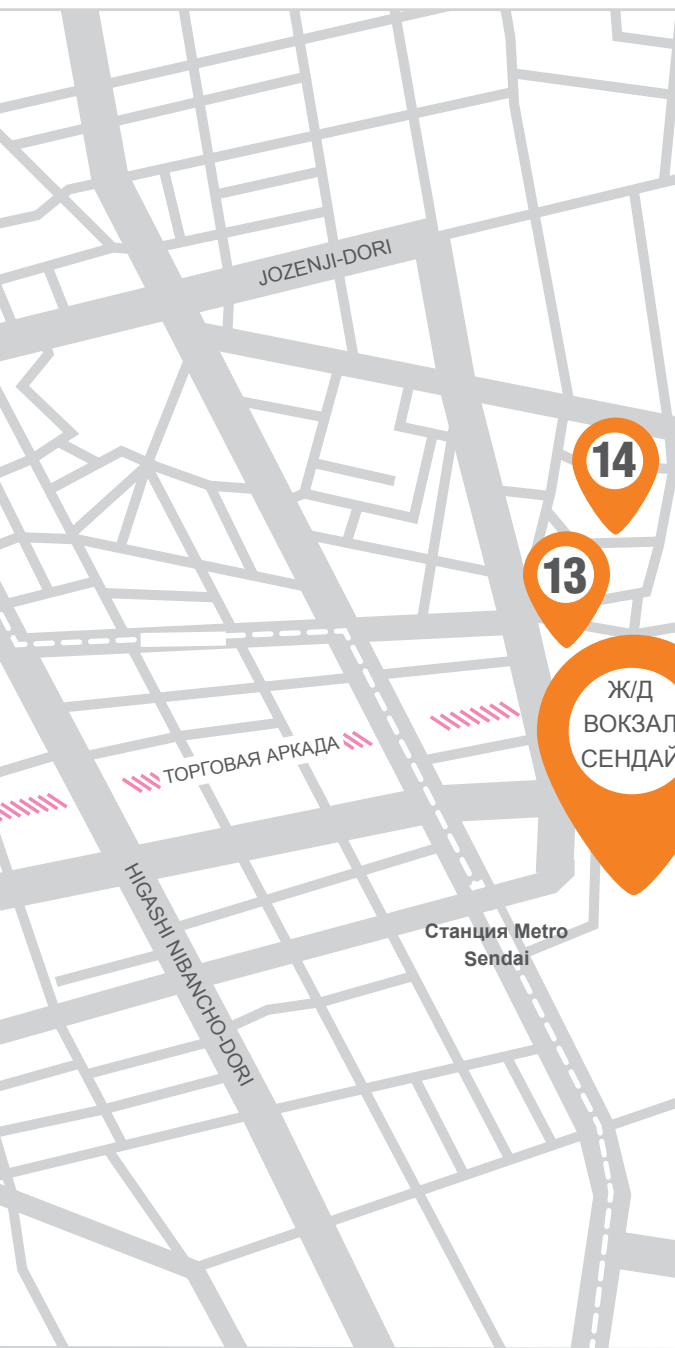 JOZENJI-DORI
14
13
Ж/Д
ВОКЗАЛ
СЕНДАЙ
ТОРГОВАЯ АРКАДА
HIGASHI NIBANCHO-DORI
Станция Metro
Sendai